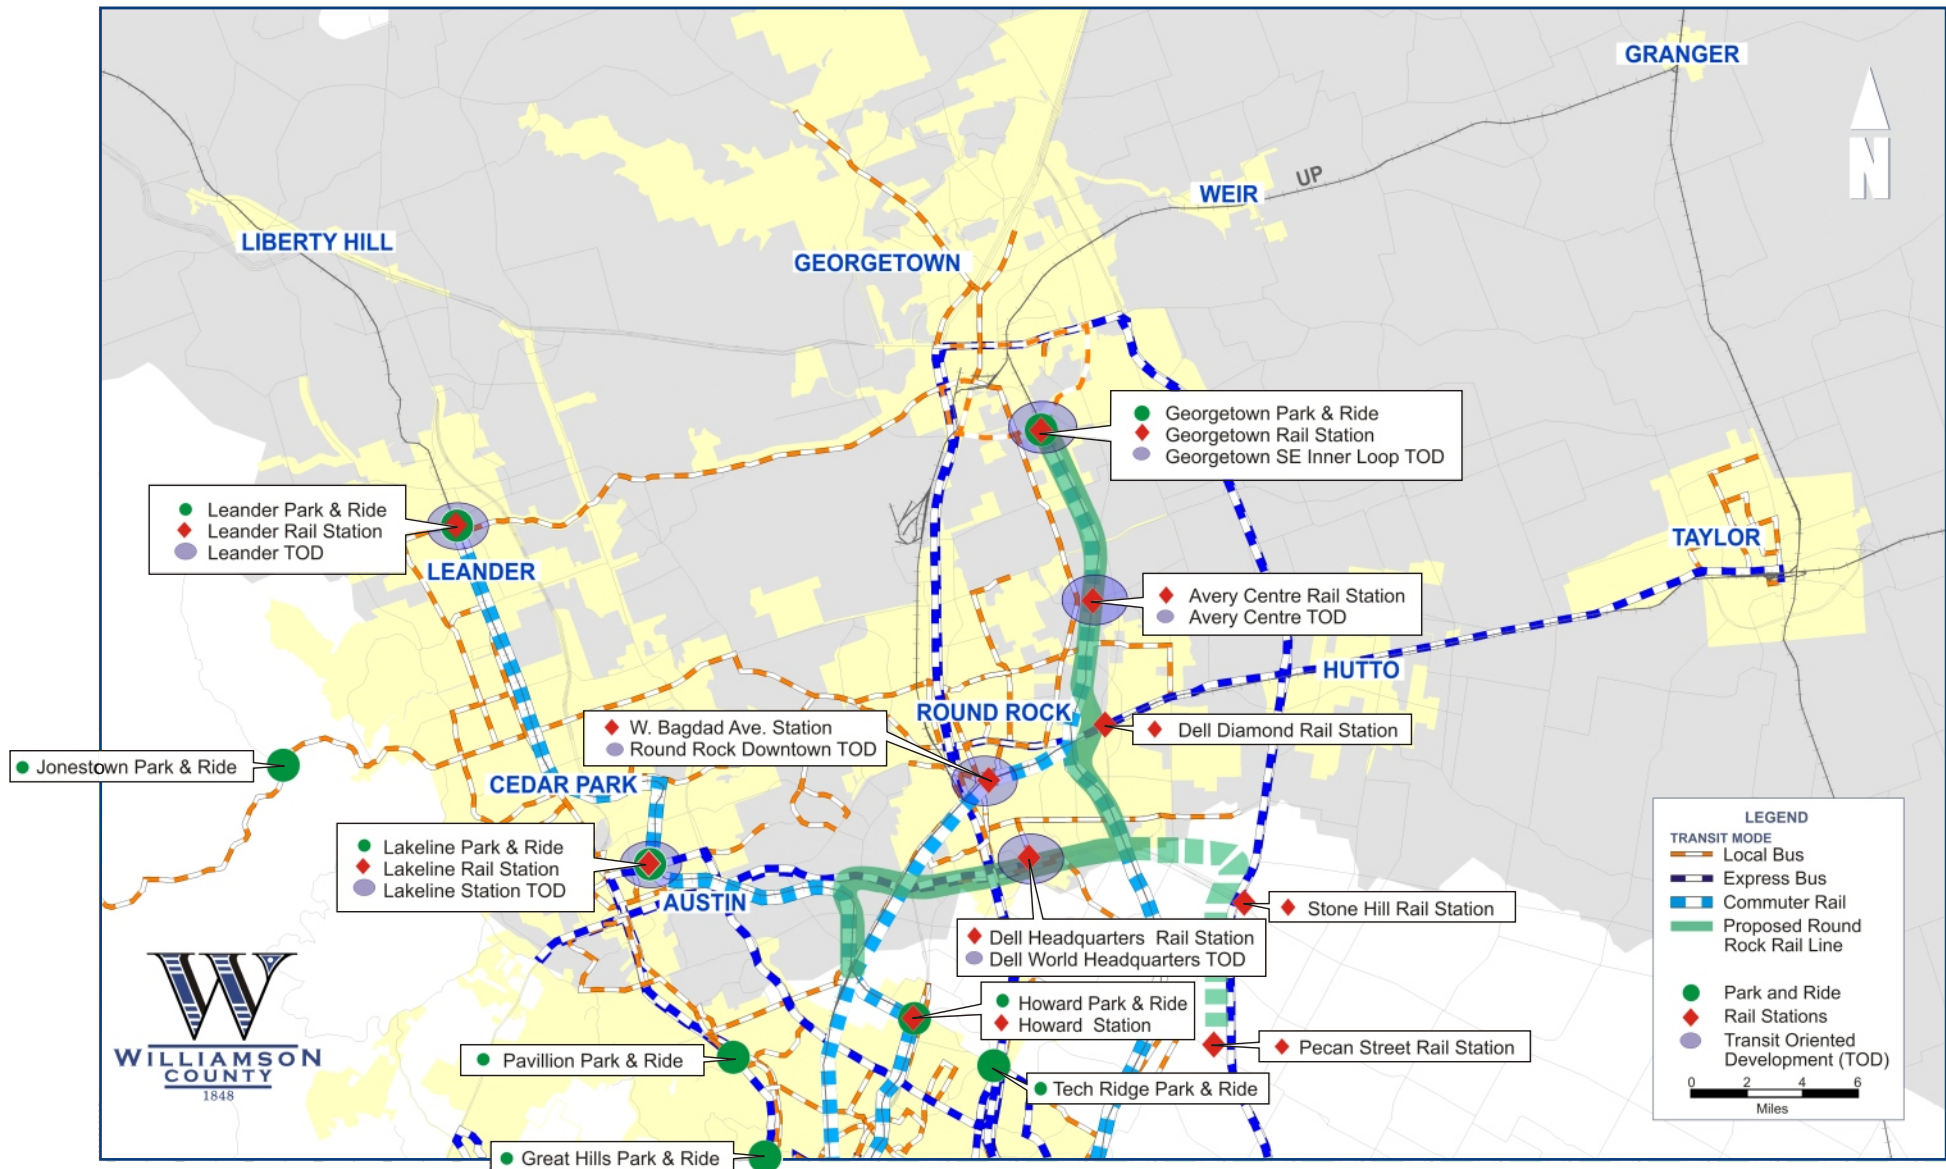 GRANGER
UP
WEIR
N
LIBERTY HILL
GEORGETOWN
Georgetown Park & Ride
Georgetown Rail Station
Georgetown SE Inner Loop TOD
Leander Park & Ride
Leander Rail Station
Leander TOD
TAYLOR
LEANDER
Avery Centre Rail Station
Avery Centre TOD
HUTTO
ROUND ROCK
W. Bagdad Ave. Station
Round Rock Downtown TOD
Dell Diamond Rail Station
Jonestown Park & Ride
CEDAR PARK
Lakeline Park & Ride
Lakeline Rail Station
Lakeline Station TOD
AUSTIN
Stone Hill Rail Station
Dell Headquarters Rail Station
Dell World Headquarters TOD
Howard Park & Ride
Howard Station
Pecan Street Rail Station
Pavillion Park & Ride
Tech Ridge Park & Ride
Great Hills Park & Ride
W
WILLIAMSON
COUNTY
1848
LEGEND
TRANSIT MODE
Local Bus
Express Bus
Commuter Rail
Proposed Round
Rock Rail Line
Park and Ride
Rail Stations
Transit Oriented
Development (TOD)
0 2 4 6
Miles